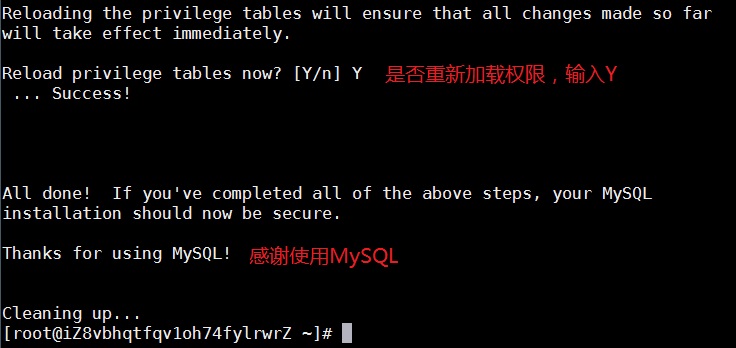 Reloading the privilege tables will ensure that all changes made so far
will take effect immediately.
Reload privilege tables now? [Y/n] Y 是否重新加载权限，输入Y
... Success!
All done!  If you've completed all of the above steps, your MySQL
installation should now be secure.
Thanks for using MySQL! 感谢使用MySQL
Cleaning up...
[root@iZ8vbhqtfqv1oh74fylrwrZ ~]#